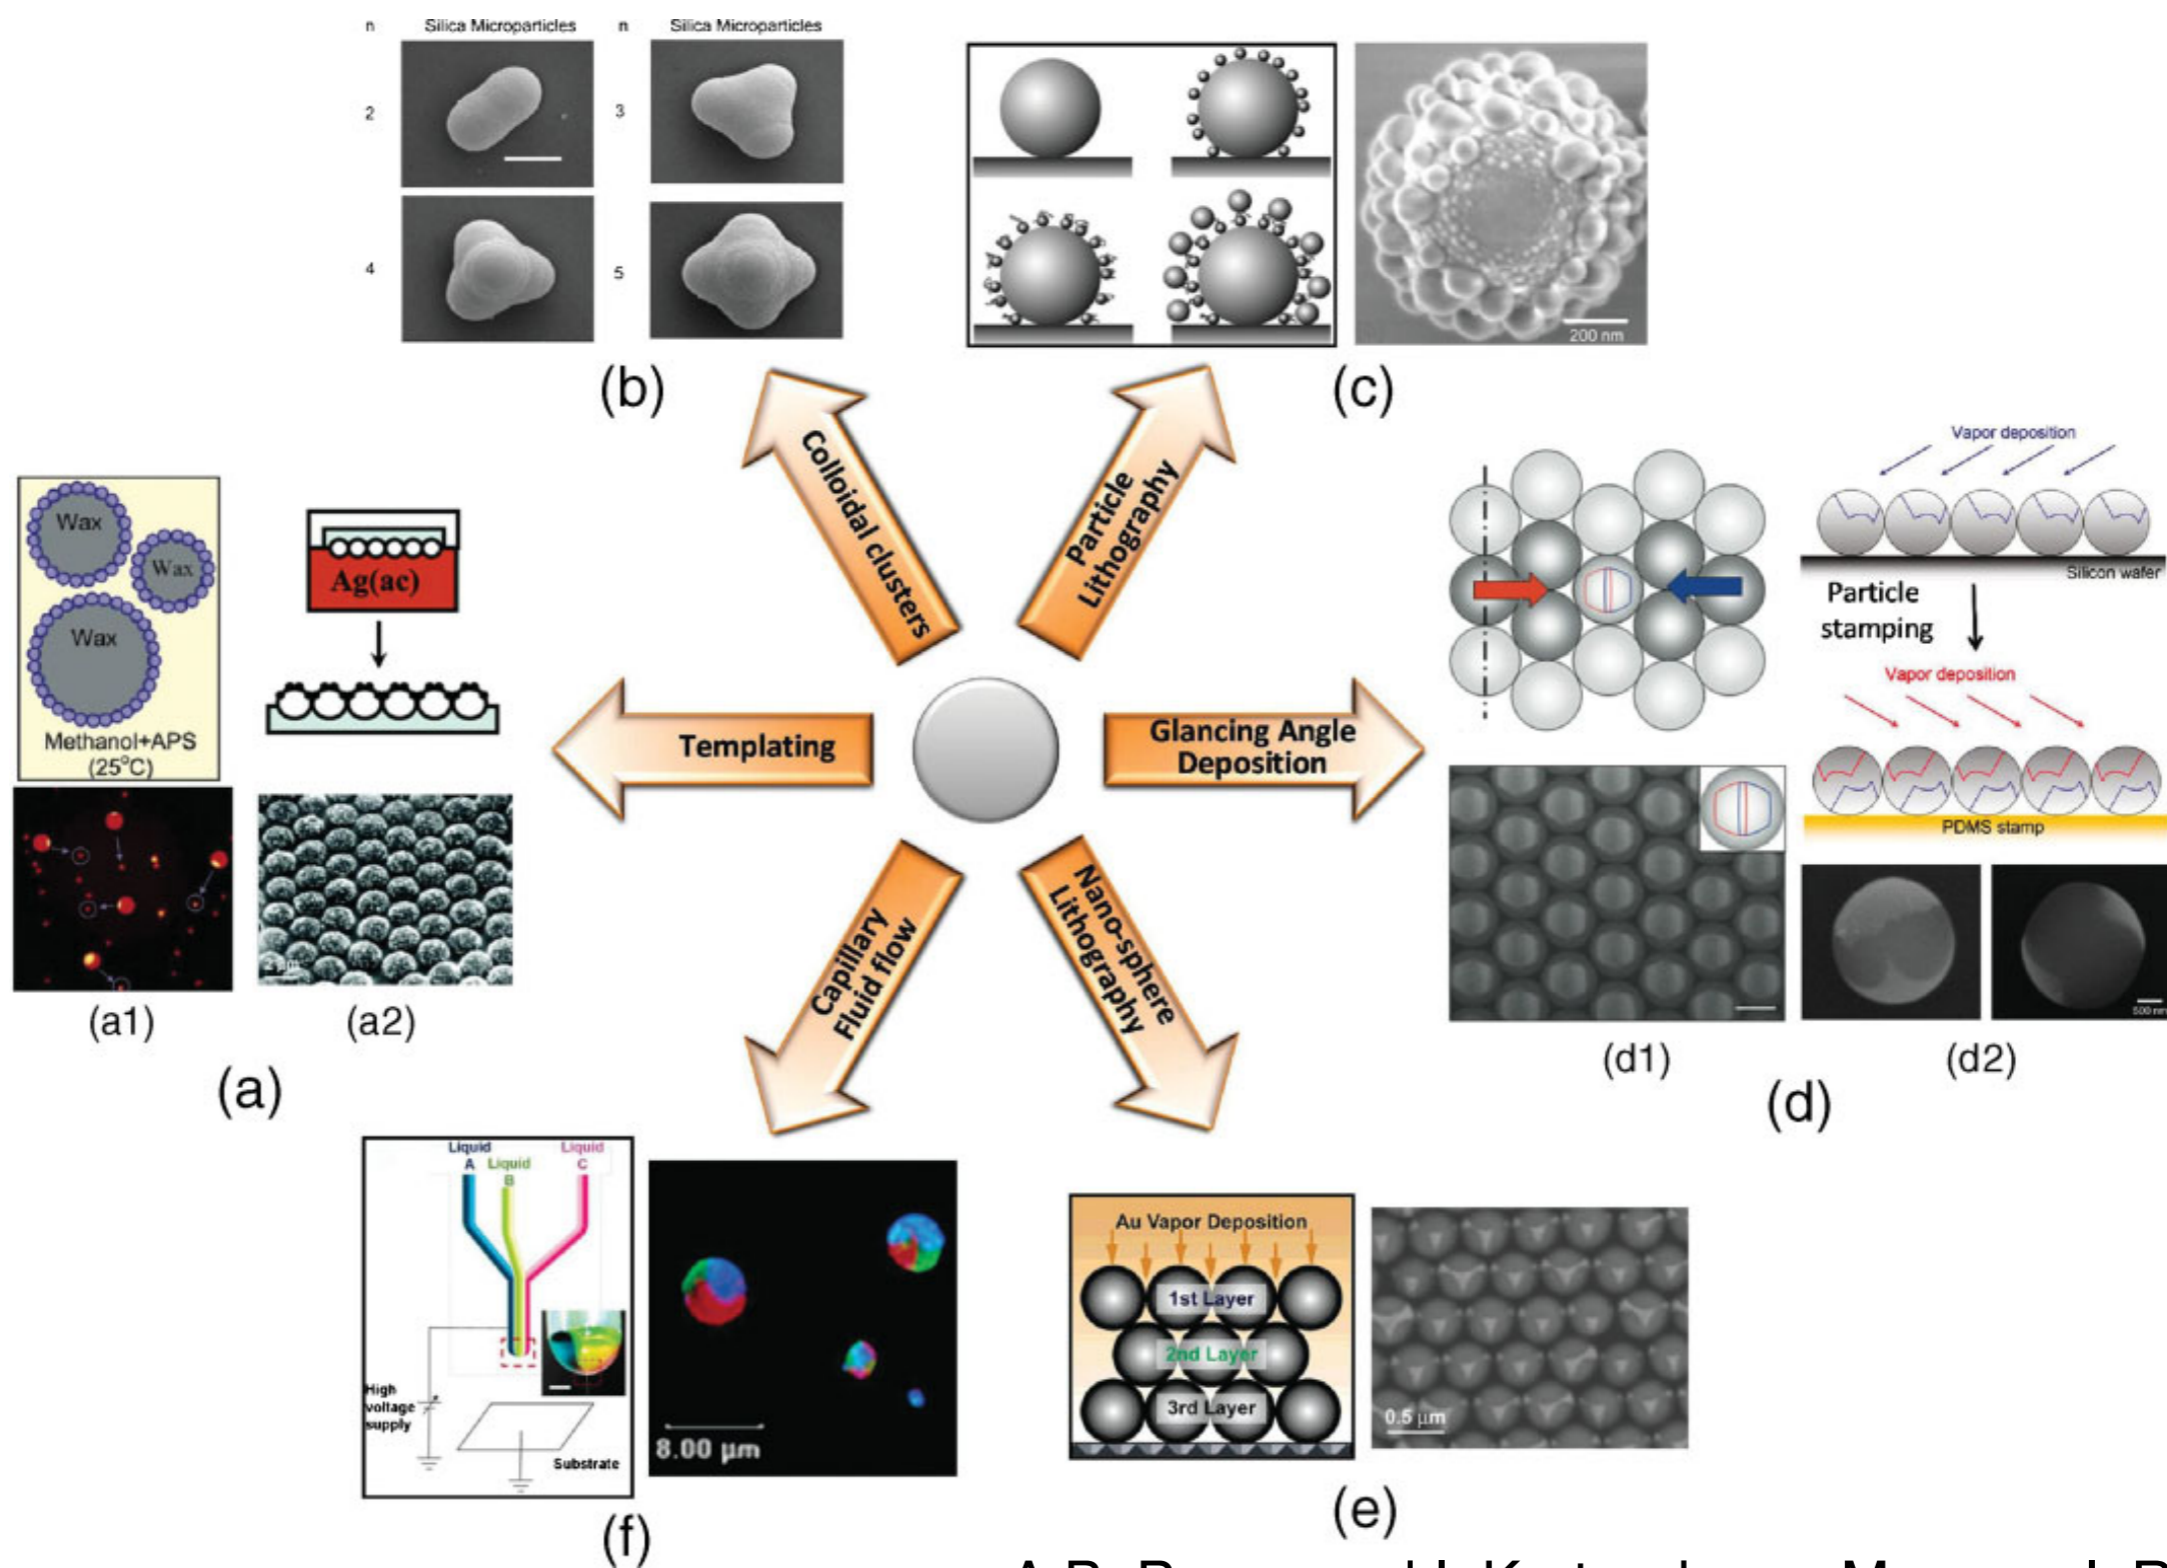 n Silica Microparticles n Silica Microparticles
2 3
4 5
200 nm
(b) (c)
Colloidal clusters
Particle
Lithography
Templating
Glancing Angle
Deposition
Capillary
Fluid flow
Nano-sphere
Lithography
Wax
Wax
Wax
Methanol+APS
(25°C)
Ag(ac)
(a1) (a2)
(a)
Vapor deposition
Silicon wafer
Particle
stamping
Vapor deposition
PDMS stamp
500 nm
(d1) (d2)
(d)
Liquid
A
Liquid
B
Liquid
C
High
voltage
supply
Substrate
8.00 µm
(f)
Au Vapor Deposition
1st Layer
2nd Layer
3rd Layer
0.5 µm
(e)